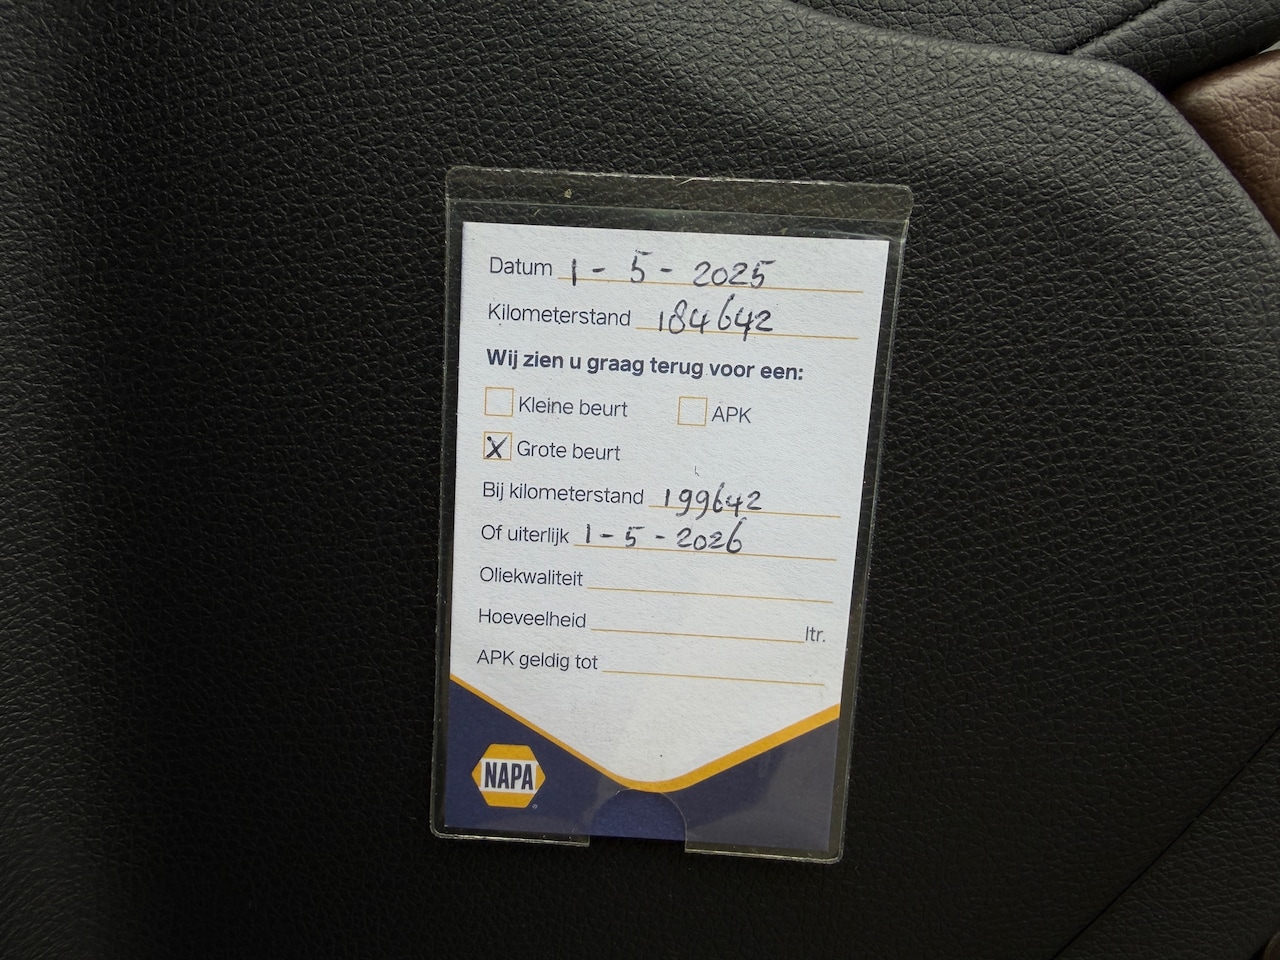 Datum 1 - 5 - 2025
Kilometerstand 184642
Wij zien u graag terug voor een:
Kleine beurt APK
X Grote beurt
Bij kilometerstand 199642
Of uiterlijk 1 - 5 - 2026
Oliekwaliteit
Hoeveelheid ltr.
APK geldig tot
NAPA